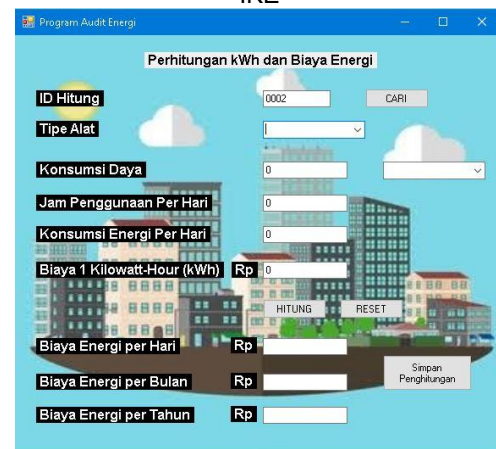 IKE
Program Audit Energi
Perhitungan kWh dan Biaya Energi
ID Hitung 0002 CARI
Tipe Alat
Konsumsi Daya 0
Jam Penggunaan Per Hari 0
Konsumsi Energi Per Hari 0
Biaya 1 Kilowatt-Hour (kWh) Rp 0
HITUNG RESET
Biaya Energi per Hari Rp
Simpan
Penghitungan
Biaya Energi per Bulan Rp
Biaya Energi per Tahun Rp